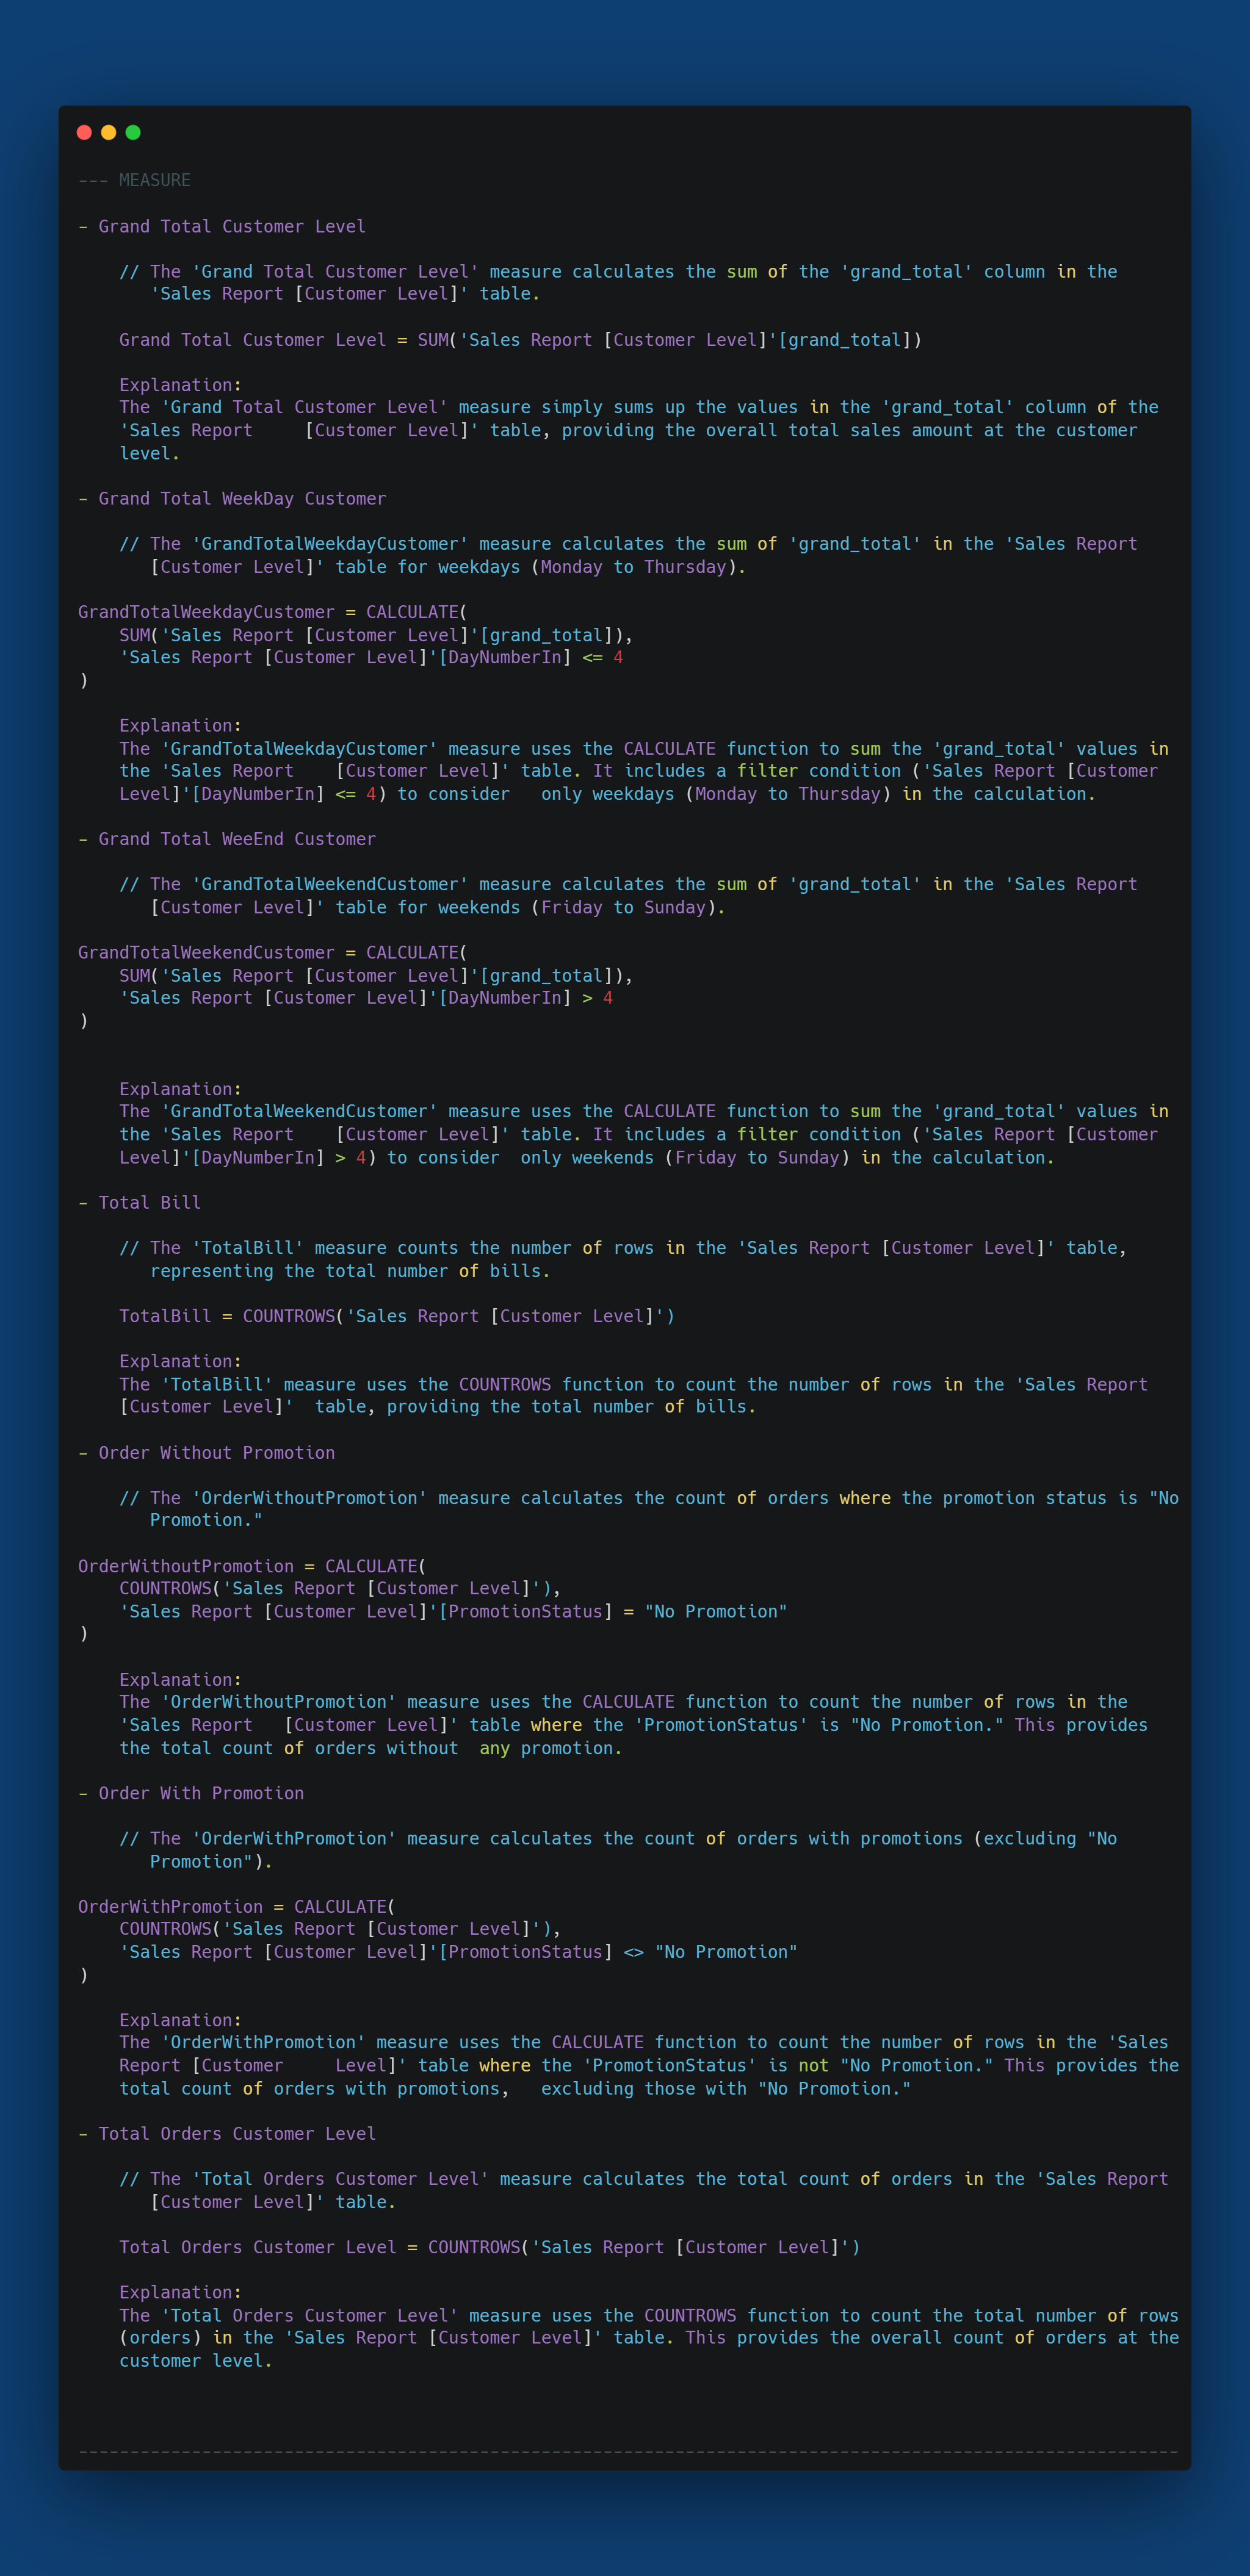 --- MEASURE
- Grand Total Customer Level
// The 'Grand Total Customer Level' measure calculates the sum of the 'grand_total' column in the
'Sales Report [Customer Level]' table.
Grand Total Customer Level = SUM('Sales Report [Customer Level]'[grand_total])
Explanation:
The 'Grand Total Customer Level' measure simply sums up the values in the 'grand_total' column of the
'Sales Report     [Customer Level]' table, providing the overall total sales amount at the customer
level.
- Grand Total WeekDay Customer
// The 'GrandTotalWeekdayCustomer' measure calculates the sum of 'grand_total' in the 'Sales Report
[Customer Level]' table for weekdays (Monday to Thursday).
GrandTotalWeekdayCustomer = CALCULATE(
SUM('Sales Report [Customer Level]'[grand_total]),
'Sales Report [Customer Level]'[DayNumberIn] <= 4
)
Explanation:
The 'GrandTotalWeekdayCustomer' measure uses the CALCULATE function to sum the 'grand_total' values in
the 'Sales Report    [Customer Level]' table. It includes a filter condition ('Sales Report [Customer
Level]'[DayNumberIn] <= 4) to consider   only weekdays (Monday to Thursday) in the calculation.
- Grand Total WeeEnd Customer
// The 'GrandTotalWeekendCustomer' measure calculates the sum of 'grand_total' in the 'Sales Report
[Customer Level]' table for weekends (Friday to Sunday).
GrandTotalWeekendCustomer = CALCULATE(
SUM('Sales Report [Customer Level]'[grand_total]),
'Sales Report [Customer Level]'[DayNumberIn] > 4
)
Explanation:
The 'GrandTotalWeekendCustomer' measure uses the CALCULATE function to sum the 'grand_total' values in
the 'Sales Report    [Customer Level]' table. It includes a filter condition ('Sales Report [Customer
Level]'[DayNumberIn] > 4) to consider  only weekends (Friday to Sunday) in the calculation.
- Total Bill
// The 'TotalBill' measure counts the number of rows in the 'Sales Report [Customer Level]' table,
representing the total number of bills.
TotalBill = COUNTROWS('Sales Report [Customer Level]')
Explanation:
The 'TotalBill' measure uses the COUNTROWS function to count the number of rows in the 'Sales Report
[Customer Level]'  table, providing the total number of bills.
- Order Without Promotion
// The 'OrderWithoutPromotion' measure calculates the count of orders where the promotion status is "No
Promotion."
OrderWithoutPromotion = CALCULATE(
COUNTROWS('Sales Report [Customer Level]'),
'Sales Report [Customer Level]'[PromotionStatus] = "No Promotion"
)
Explanation:
The 'OrderWithoutPromotion' measure uses the CALCULATE function to count the number of rows in the
'Sales Report   [Customer Level]' table where the 'PromotionStatus' is "No Promotion." This provides
the total count of orders without  any promotion.
- Order With Promotion
// The 'OrderWithPromotion' measure calculates the count of orders with promotions (excluding "No
Promotion").
OrderWithPromotion = CALCULATE(
COUNTROWS('Sales Report [Customer Level]'),
'Sales Report [Customer Level]'[PromotionStatus] <> "No Promotion"
)
Explanation:
The 'OrderWithPromotion' measure uses the CALCULATE function to count the number of rows in the 'Sales
Report [Customer     Level]' table where the 'PromotionStatus' is not "No Promotion." This provides the
total count of orders with promotions,   excluding those with "No Promotion."
- Total Orders Customer Level
// The 'Total Orders Customer Level' measure calculates the total count of orders in the 'Sales Report
[Customer Level]' table.
Total Orders Customer Level = COUNTROWS('Sales Report [Customer Level]')
Explanation:
The 'Total Orders Customer Level' measure uses the COUNTROWS function to count the total number of rows
(orders) in the 'Sales Report [Customer Level]' table. This provides the overall count of orders at the
customer level.
-----------------------------------------------------------------------------------------------------------